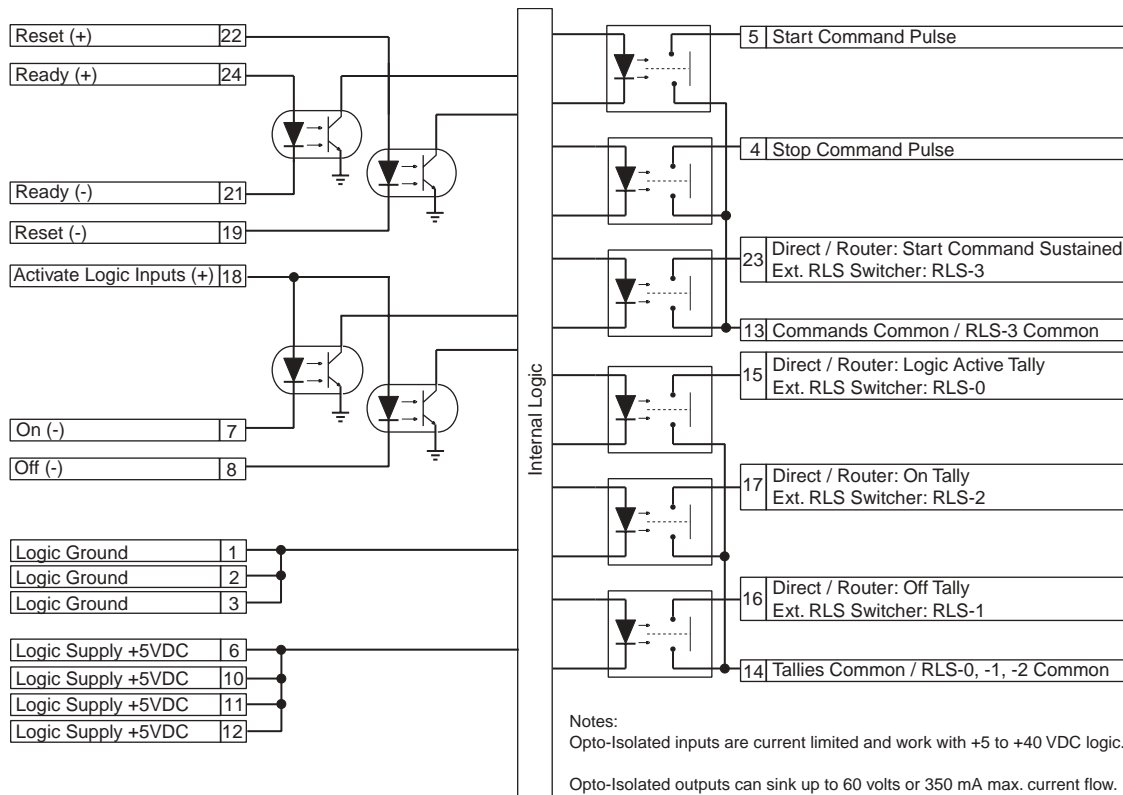 Reset (+) 22
Ready (+) 24
Ready (-) 21
Reset (-) 19
Activate Logic Inputs (+) 18
On (-) 7
Off (-) 8
Logic Ground 1
Logic Ground 2
Logic Ground 3
Logic Supply +5VDC 6
Logic Supply +5VDC 10
Logic Supply +5VDC 11
Logic Supply +5VDC 12
Internal Logic
5 Start Command Pulse
4 Stop Command Pulse
23 Direct / Router: Start Command Sustained
Ext. RLS Switcher: RLS-3
13 Commands Common / RLS-3 Common
15 Direct / Router: Logic Active Tally
Ext. RLS Switcher: RLS-0
17 Direct / Router: On Tally
Ext. RLS Switcher: RLS-2
16 Direct / Router: Off Tally
Ext. RLS Switcher: RLS-1
14 Tallies Common / RLS-0, -1, -2 Common
Notes:
Opto-Isolated inputs are current limited and work with +5 to +40 VDC logic.
Opto-Isolated outputs can sink up to 60 volts or 350 mA max. current flow.